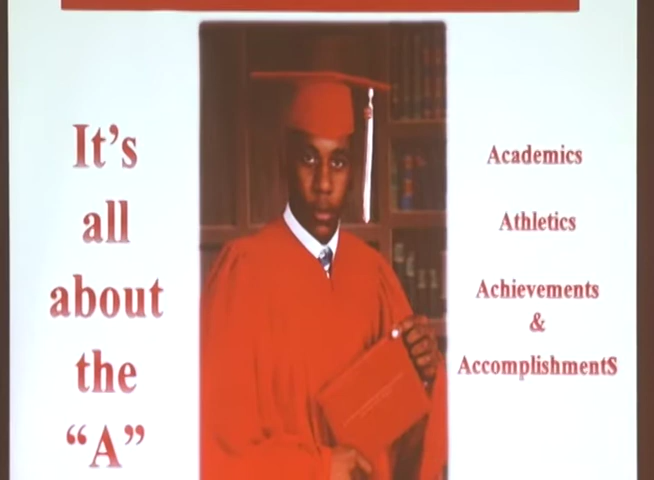 It's
all
about
the
“A”
Academics
Athletics
Achievements
&
AccomplishmentS